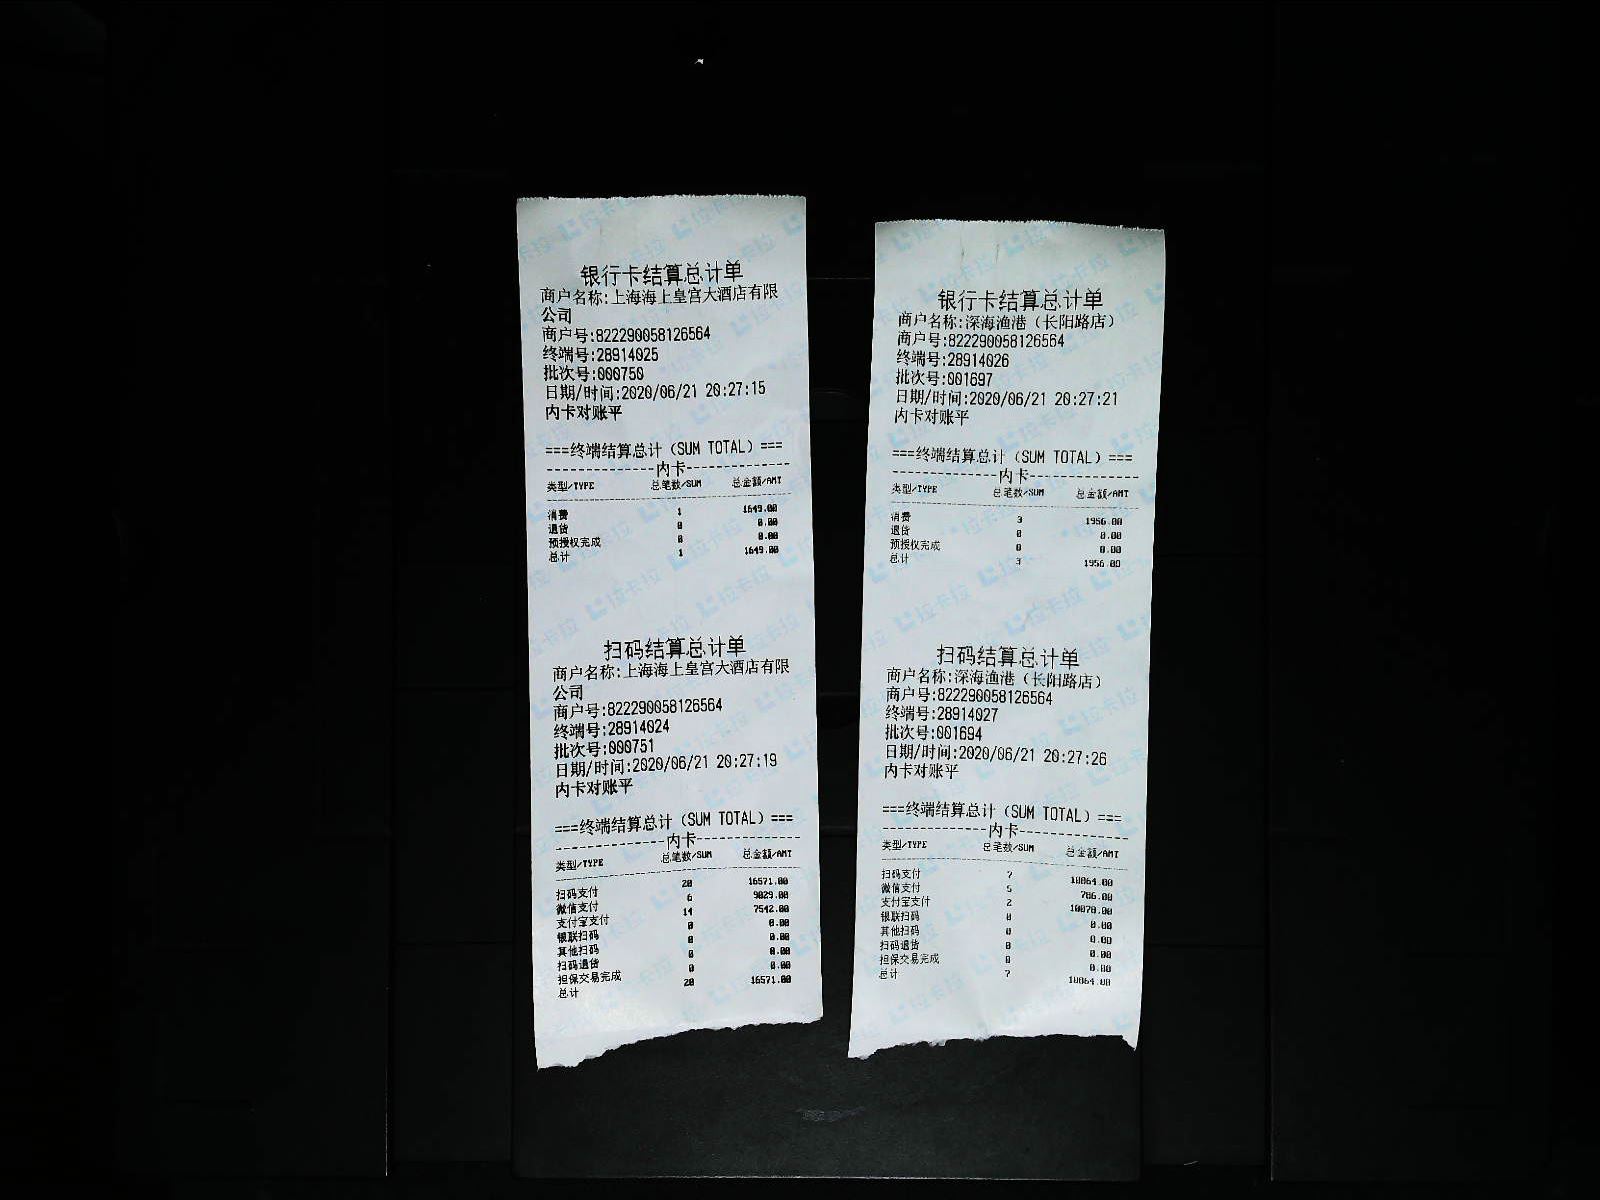 银行卡结算总计单
商户名称:上海海上皇宫大酒店有限
公司
商户号:822290058126564
终端号:28914025
批次号:000750
日期/时间:2020/06/21 20:27:15
内卡对账平
===终端结算总计（SUM TOTAL）===
---------------内卡---------------
类型/TYPE 总笔数/SUM 总金额/AMT
消费 1 1649.00
退货 0 0.00
预授权完成 0 0.00
总计 1 1649.00
扫码结算总计单
商户名称:上海海上皇宫大酒店有限
公司
商户号:822290058126564
终端号:28914024
批次号:000751
日期/时间:2020/06/21 20:27:19
内卡对账平
===终端结算总计（SUM TOTAL）===
---------------内卡---------------
类型/TYPE 总笔数/SUM 总金额/AMT
扫码支付 20 16571.00
微信支付 6 9029.00
支付宝支付 14 7542.00
银联扫码 0 0.00
其他扫码 0 0.00
扫码退货 0 0.00
担保交易完成 0 0.00
总计 20 16571.00
银行卡结算总计单
商户名称:深海渔港（长阳路店）
商户号:822290058126564
终端号:28914026
批次号:001697
日期/时间:2020/06/21 20:27:21
内卡对账平
===终端结算总计（SUM TOTAL）===
---------------内卡---------------
类型/TYPE 总笔数/SUM 总金额/AMT
消费 3 1956.00
退货 0 0.00
预授权完成 0 0.00
总计 3 1956.00
扫码结算总计单
商户名称:深海渔港（长阳路店）
商户号:822290058126564
终端号:28914027
批次号:001694
日期/时间:2020/06/21 20:27:26
内卡对账平
===终端结算总计（SUM TOTAL）===
---------------内卡---------------
类型/TYPE 总笔数/SUM 总金额/AMT
扫码支付 7 10864.00
微信支付 5 786.00
支付宝支付 2 10078.00
银联扫码 0 0.00
其他扫码 0 0.00
扫码退货 0 0.00
担保交易完成 0 0.00
总计 7 10864.00
拉卡拉